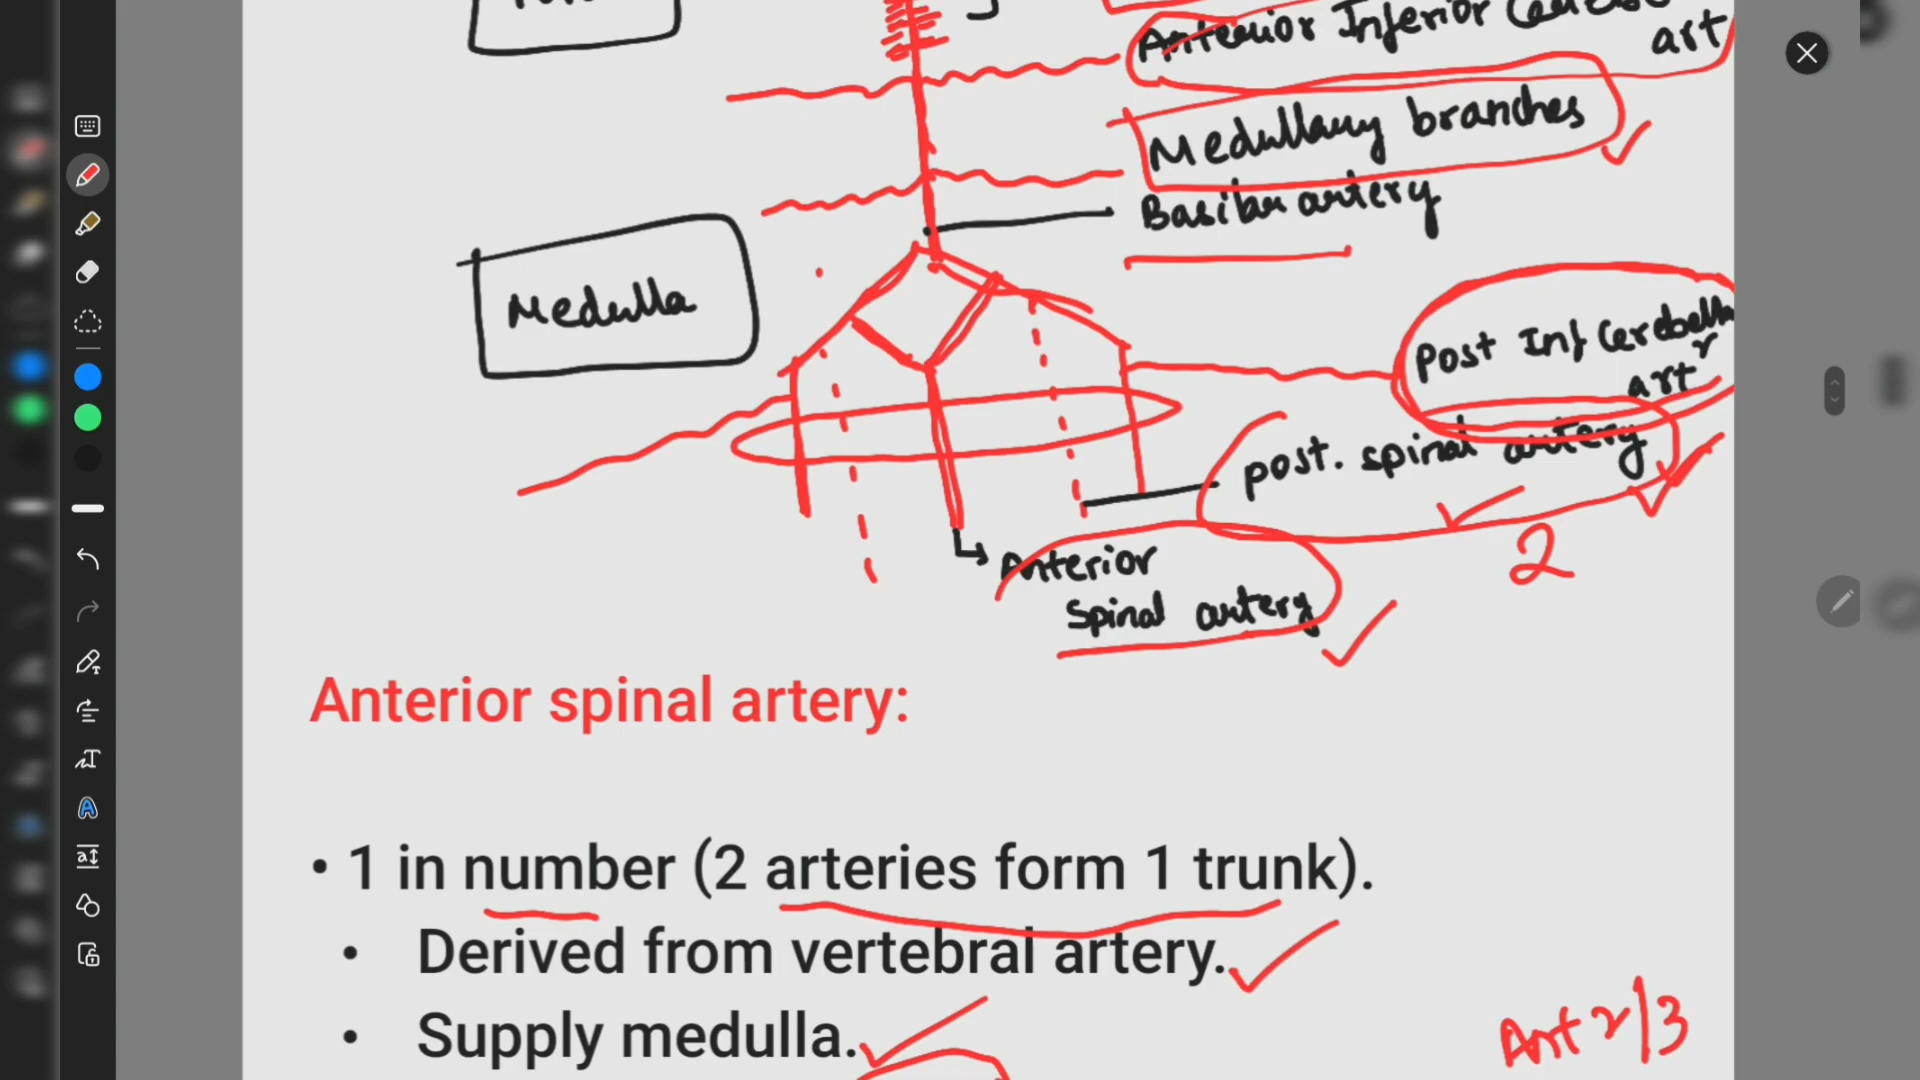 Anterior Inferior
art
Medullary branches
Basilar artery
Medulla
Post Inf Cerebellar
art
post. spinal artery
2
Anterior
Spinal artery
Anterior spinal artery:
• 1 in number (2 arteries form 1 trunk).
• Derived from vertebral artery.
• Supply medulla.
Ant 2/3